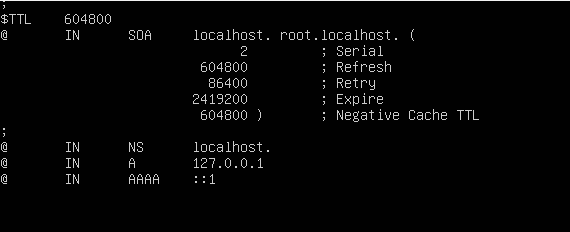 ;
$TTL    604800
@       IN      SOA     localhost. root.localhost. (
                              2         ; Serial
                         604800         ; Refresh
                          86400         ; Retry
                        2419200         ; Expire
                         604800 )       ; Negative Cache TTL
;
@       IN      NS      localhost.
@       IN      A       127.0.0.1
@       IN      AAAA    ::1